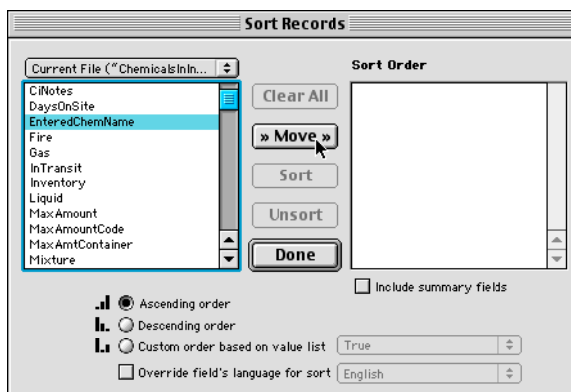 Sort Records
Current File ("ChemicalsInIn...
Sort Order
CiNotes
DaysOnSite
EnteredChemName
Fire
Gas
InTransit
Inventory
Liquid
MaxAmount
MaxAmountCode
MaxAmtContainer
Mixture
Clear All
» Move »
Sort
Unsort
Done
Include summary fields
Ascending order
Descending order
Custom order based on value list True
Override field's language for sort English